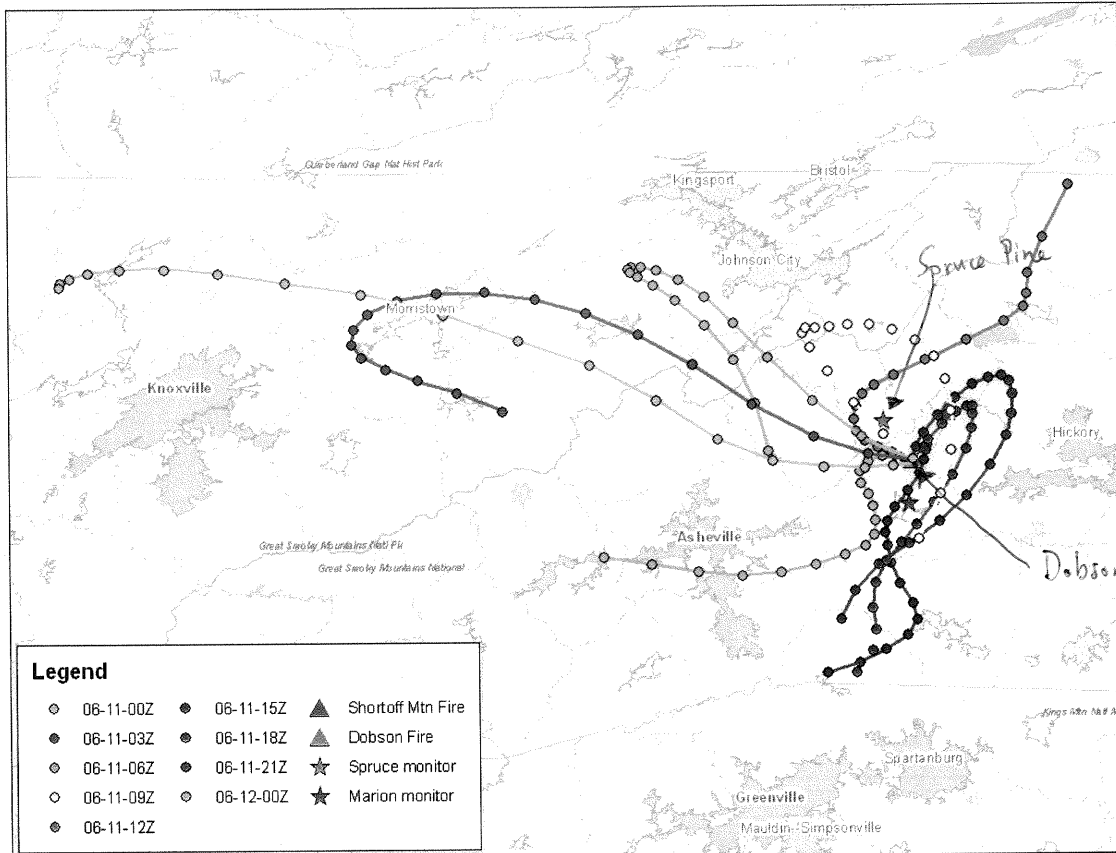 Cumberland Gap Nat Hist Park
Bristol
Kingsport
Johnson City
Spruce Pine
Morristown
Knoxville
Hickory
Asheville
Great Smoky Mountains Natl Pk
Great Smoky Mountains National
Dobson
Legend
06-11-00Z
06-11-15Z
Shortoff Mtn Fire
06-11-03Z
06-11-18Z
Dobson Fire
06-11-06Z
06-11-21Z
Spruce monitor
06-11-09Z
06-12-00Z
Marion monitor
06-11-12Z
Kings Mtn Natl
Spartanburg
Greenville
Mauldin-Simpsonville